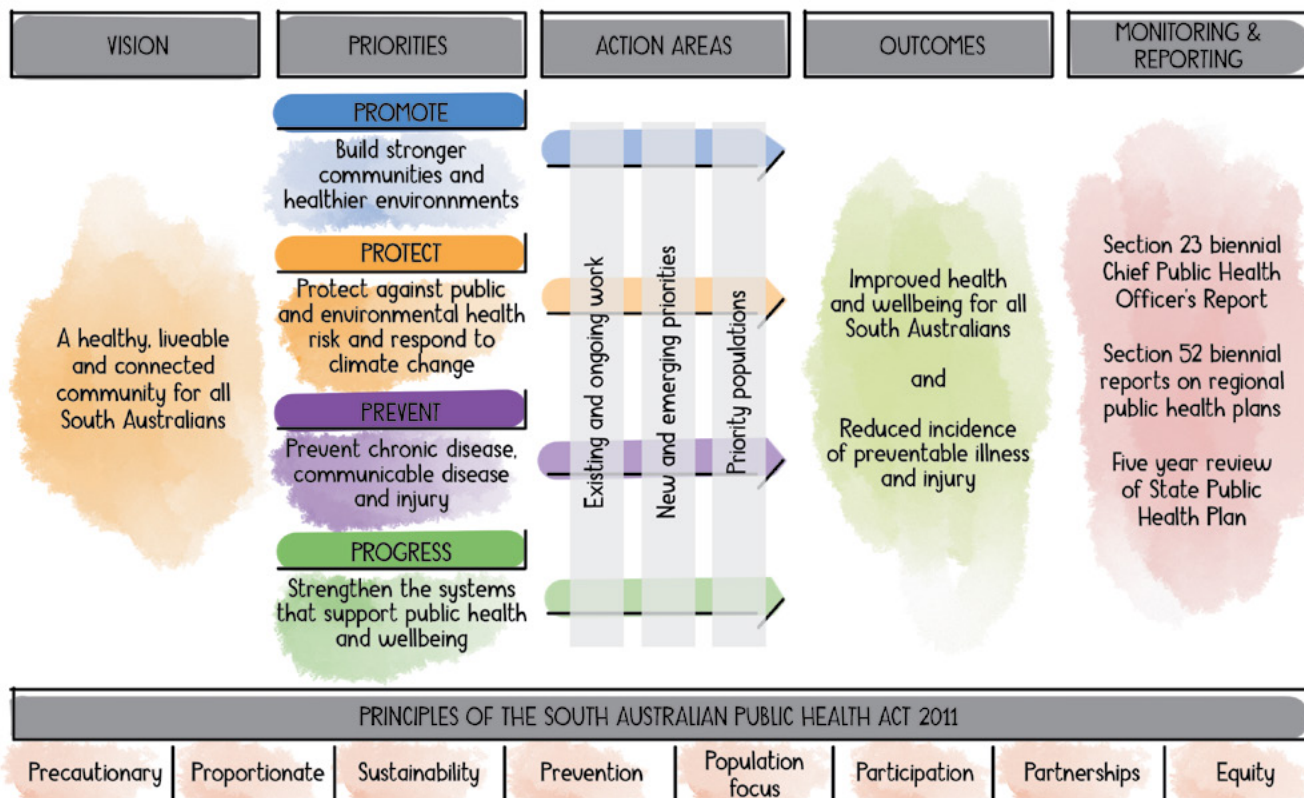 VISION
PRIORITIES
ACTION AREAS
OUTCOMES
MONITORING &
REPORTING
A healthy, liveable
and connected
community for all
South Australians
PROMOTE
Build stronger
communities and
healthier environnments
PROTECT
Protect against public
and environmental health
risk and respond to
climate change
PREVENT
Prevent chronic disease,
communicable disease
and injury
PROGRESS
Strengthen the systems
that support public health
and wellbeing
Existing and ongoing work
New and emerging priorities
Priority populations
Improved health
and wellbeing for all
South Australians
and
Reduced incidence
of preventable illness
and injury
Section 23 biennial
Chief Public Health
Officer's Report
Section 52 biennial
reports on regional
public health plans
Five year review
of State Public
Health Plan
PRINCIPLES OF THE SOUTH AUSTRALIAN PUBLIC HEALTH ACT 2011
Precautionary
Proportionate
Sustainability
Prevention
Population
focus
Participation
Partnerships
Equity